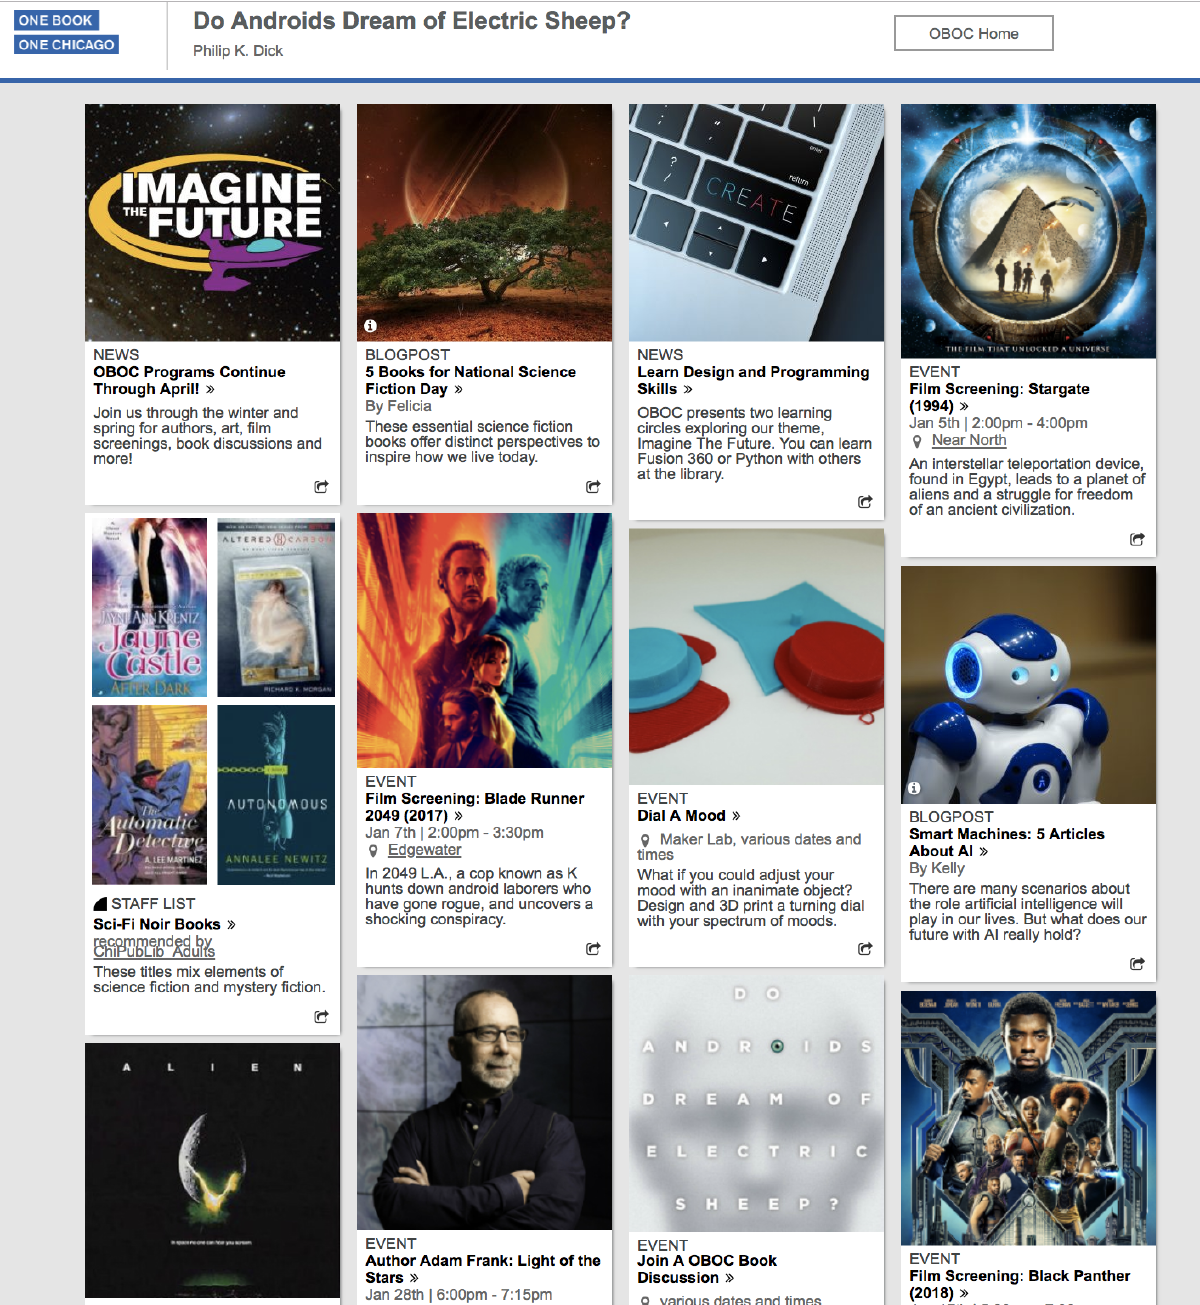 ONE BOOK
ONE CHICAGO
Do Androids Dream of Electric Sheep?
Philip K. Dick
OBOC Home
IMAGINE
THE
FUTURE
NEWS
OBOC Programs Continue
Through April! »
Join us through the winter and
spring for authors, art, film
screenings, book discussions and
more!
BLOGPOST
5 Books for National Science
Fiction Day »
By Felicia
These essential science fiction
books offer distinct perspectives to
inspire how we live today.
enter
return
CREATE
NEWS
Learn Design and Programming
Skills »
OBOC presents two learning
circles exploring our theme,
Imagine The Future. You can learn
Fusion 360 or Python with others
at the library.
THE FILM THAT UNLOCKED A UNIVERSE
EVENT
Film Screening: Stargate
(1994) »
Jan 5th | 2:00pm - 4:00pm
Near North
An interstellar teleportation device,
found in Egypt, leads to a planet of
aliens and a struggle for freedom
of an ancient civilization.
JAYNE ANN KRENTZ
Jayne
Castle
AFTER DARK
ALTERED CARBON
RICHARD K. MORGAN
The
Automatic
Detective
A. LEE MARTINEZ
AUTONOMOUS
ANNALEE NEWITZ
STAFF LIST
Sci-Fi Noir Books »
recommended by
ChiPubLib_Adults
These titles mix elements of
science fiction and mystery fiction.
EVENT
Film Screening: Blade Runner
2049 (2017) »
Jan 7th | 2:00pm - 3:30pm
Edgewater
In 2049 L.A., a cop known as K
hunts down android laborers who
have gone rogue, and uncovers a
shocking conspiracy.
EVENT
Dial A Mood »
Maker Lab, various dates and
times
What if you could adjust your
mood with an inanimate object?
Design and 3D print a turning dial
with your spectrum of moods.
BLOGPOST
Smart Machines: 5 Articles
About AI »
By Kelly
There are many scenarios about
the role artificial intelligence will
play in our lives. But what does our
future with AI really hold?
ALIEN
In space no one can hear you scream.
EVENT
Author Adam Frank: Light of the
Stars »
Jan 28th | 6:00pm - 7:15pm
DO
ANDROIDS
DREAM OF
ELECTRIC
SHEEP?
EVENT
Join A OBOC Book
Discussion »
various dates and times
EVENT
Film Screening: Black Panther
(2018) »